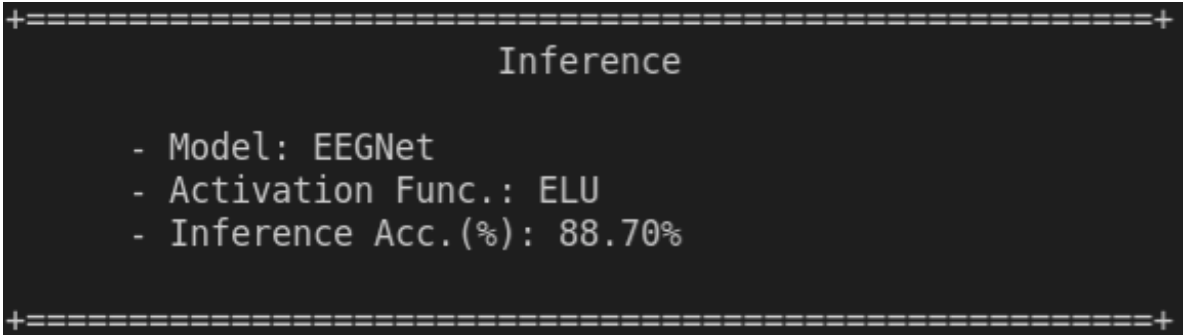 +=======================================================+
Inference
- Model: EEGNet
- Activation Func.: ELU
- Inference Acc.(%): 88.70%
+=======================================================+